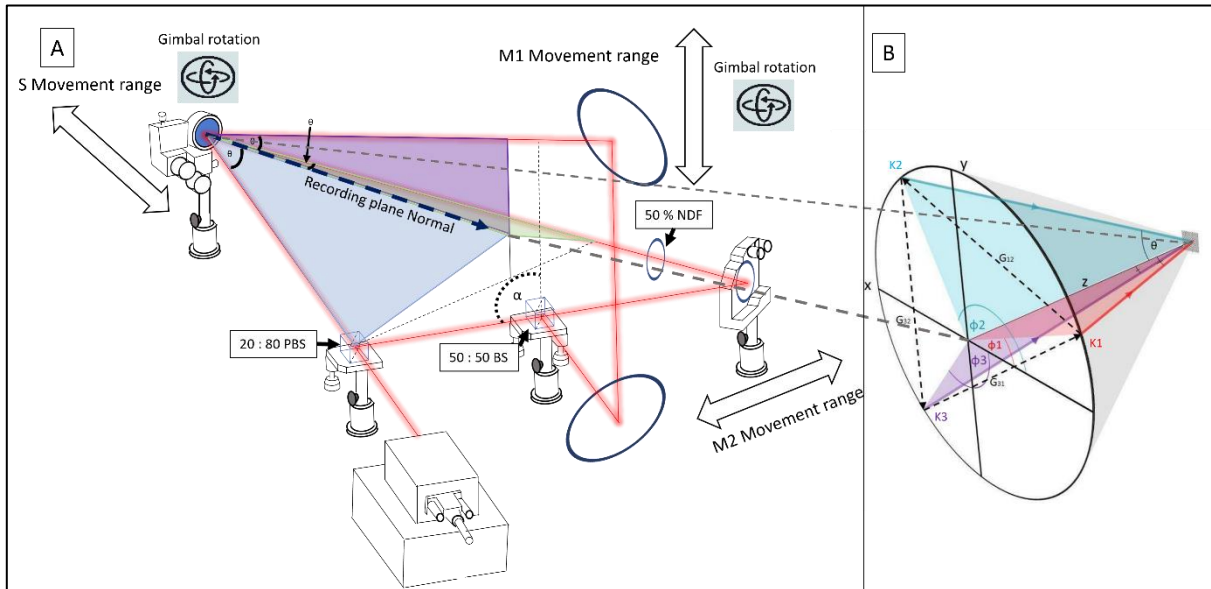 A
Gimbal rotation
S Movement range
M1 Movement range
Gimbal rotation
B
θ
θ
θ
Recording plane Normal
50 % NDF
α
20 : 80 PBS
50 : 50 BS
M2 Movement range
K2
y
θ
G12
x
z
G32
ϕ2
ϕ1
K1
ϕ3
G31
K3